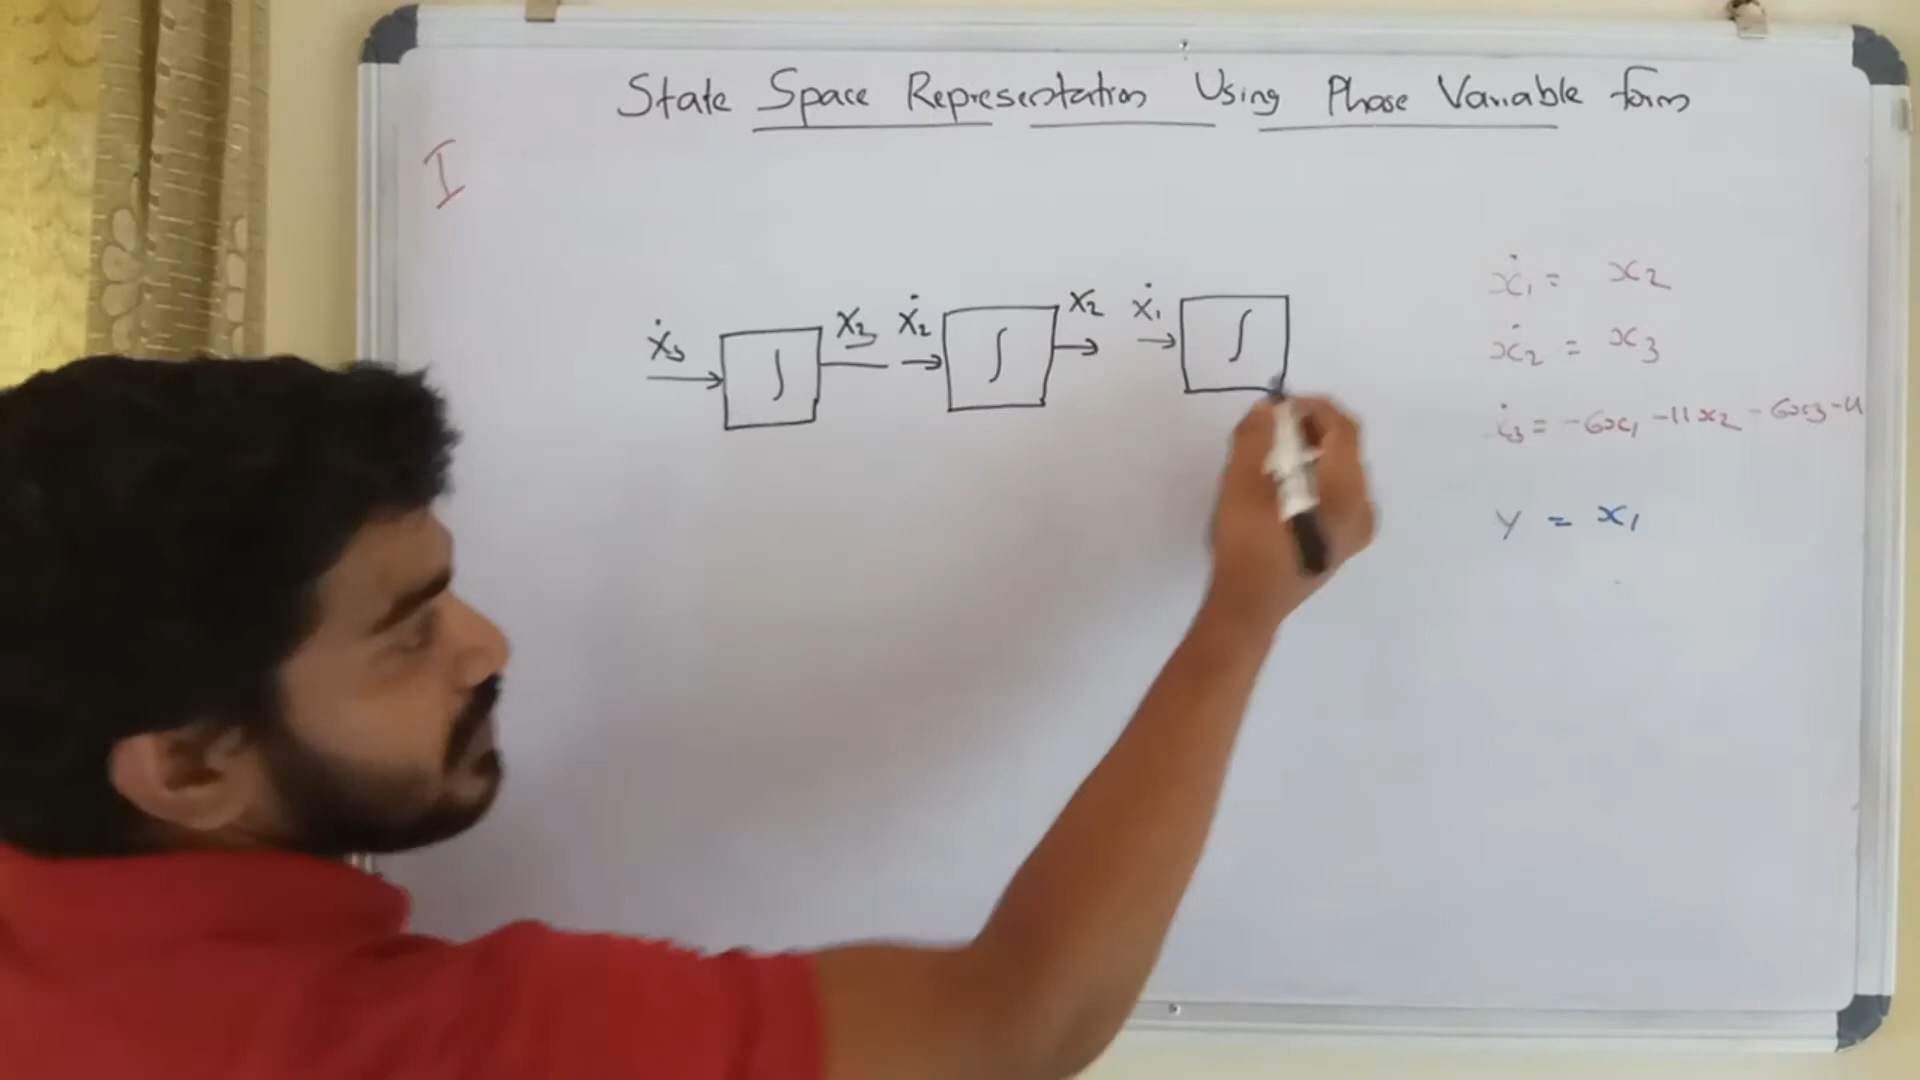 State Space Representation Using Phase Variable form
I
ẋ₃ ∫ x₃ ẋ₂ ∫ x₂ ẋ₁ ∫
ẋ₁ = x₂
ẋ₂ = x₃
ẋ₃ = -6x₁ -11x₂ -6x₃ -u
y = x₁